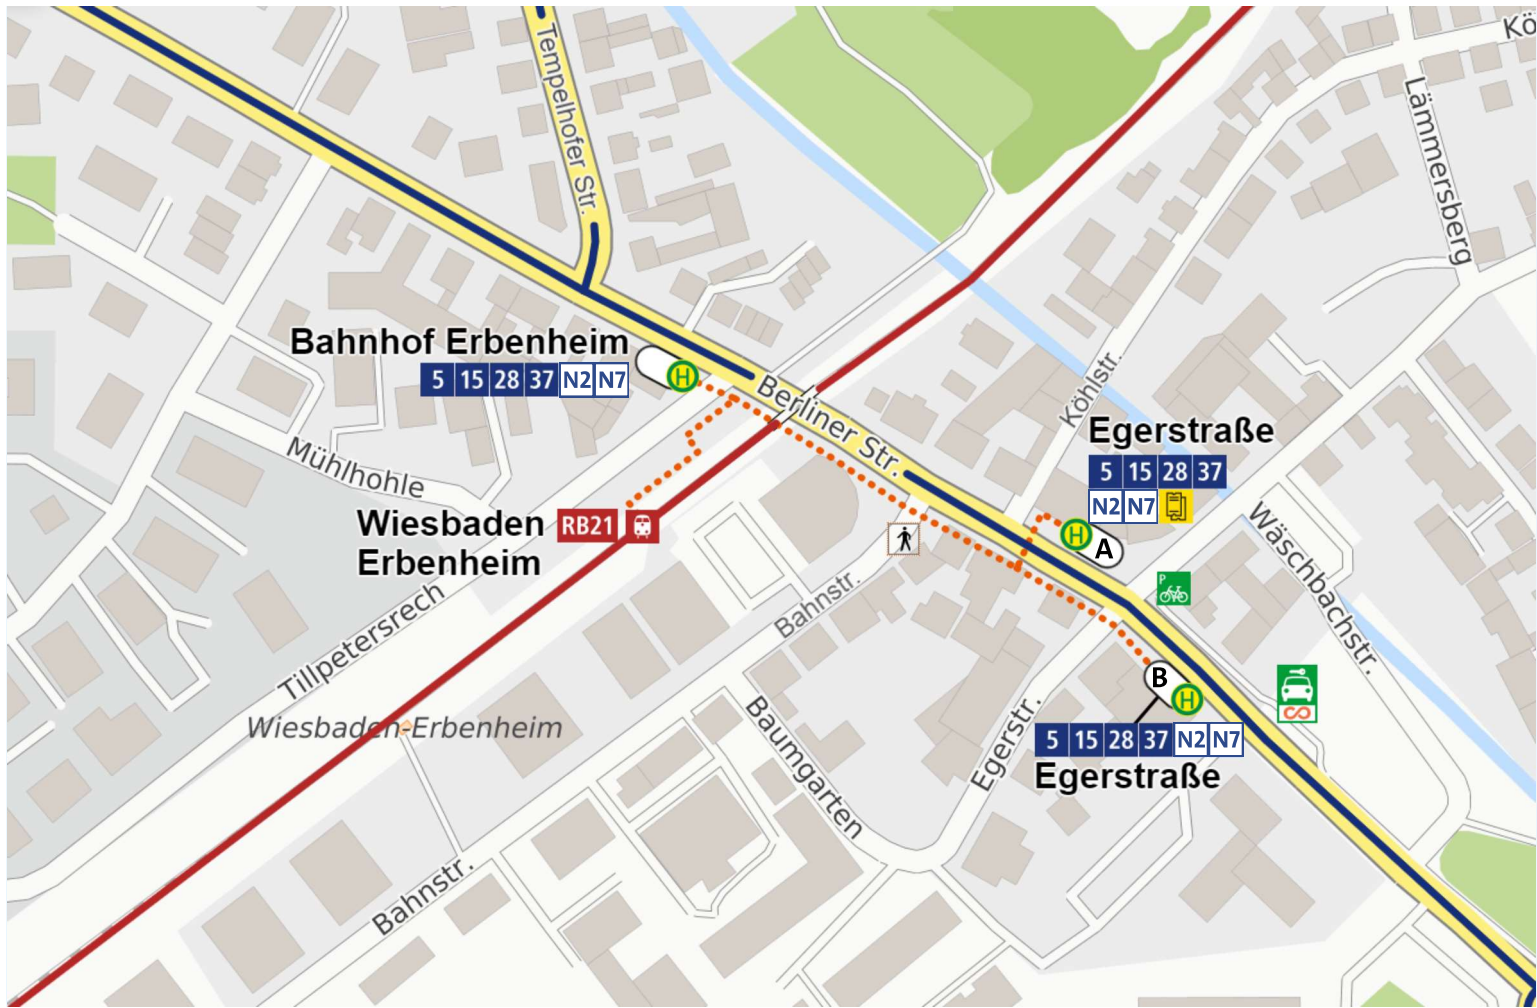 Tempelhofer Str.
Kö
Lämmersberg
Bahnhof Erbenheim
H
5 15 28 37 N2 N7
Berliner Str.
Köhlstr.
Egerstraße
5 15 28 37
N2 N7
H
A
Mühlhohle
Wiesbaden
Erbenheim
RB21
Wäschbachstr.
P
Bahnstr.
Tillpetersrech
B
H
5 15 28 37 N2 N7
Egerstraße
Wiesbaden-Erbenheim
Baumgarten
Egerstr.
Bahnstr.